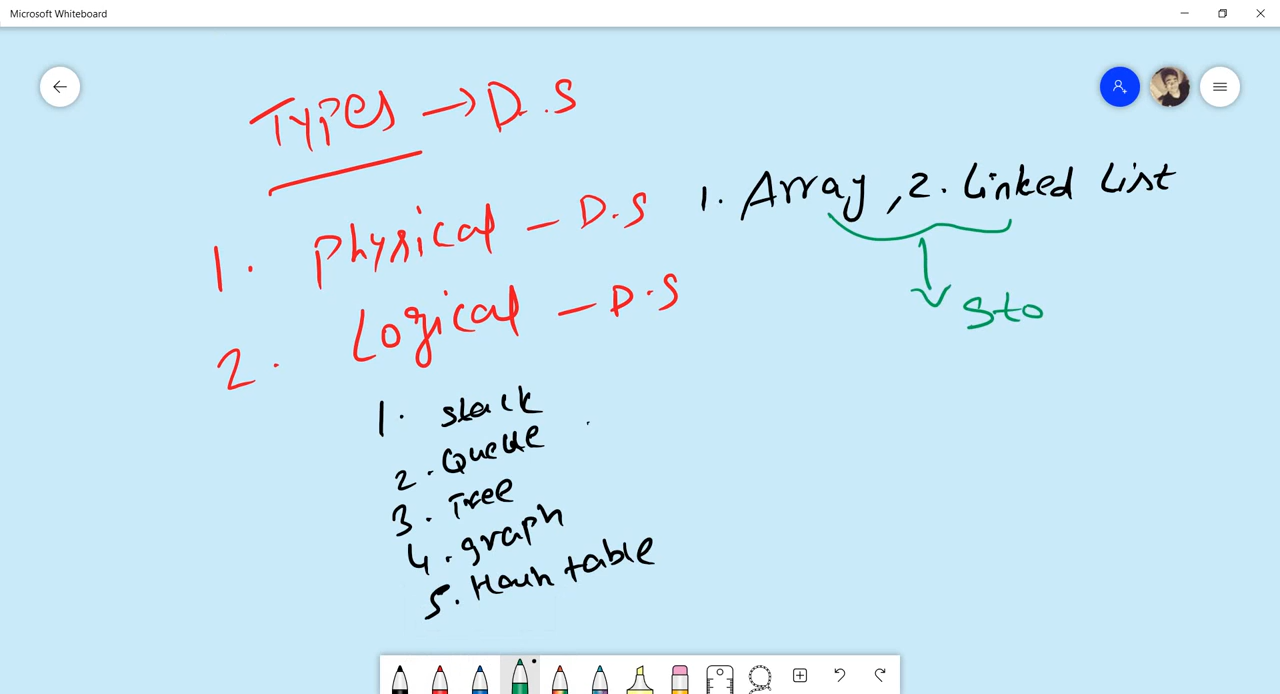 Microsoft Whiteboard
Types → D.S
1. Physical - D.S
1. Array, 2. Linked List
Sto
2. Logical - D.S
1. Stack
2. Queue
3. Tree
4. graph
5. Hash table